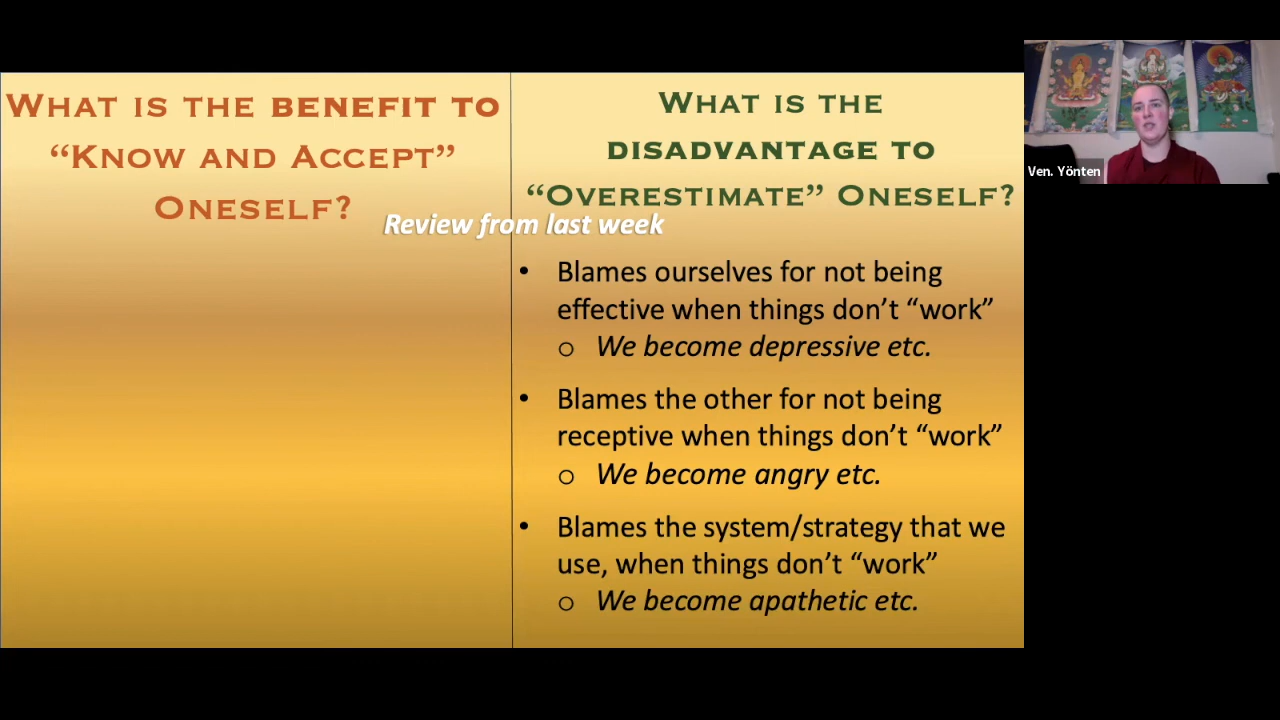 What is the benefit to
“Know and Accept”
Oneself?
What is the
disadvantage to
“Overestimate” Oneself?
Review from last week
• Blames ourselves for not being
effective when things don’t “work”
o We become depressive etc.
• Blames the other for not being
receptive when things don’t “work”
o We become angry etc.
• Blames the system/strategy that we
use, when things don’t “work”
o We become apathetic etc.
Ven. Yönten